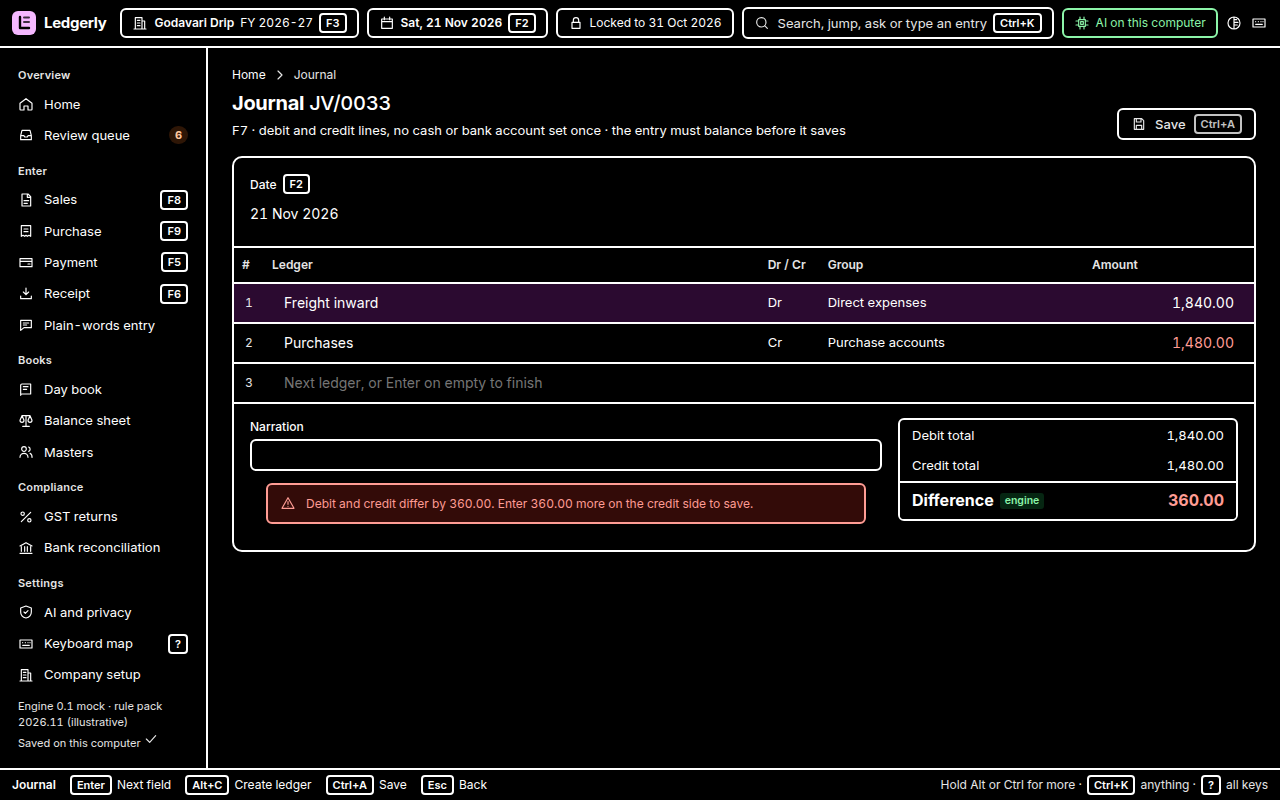 Ledgerly
Godavari Drip FY 2026-27 F3
Sat, 21 Nov 2026 F2
Locked to 31 Oct 2026
Search, jump, ask or type an entry Ctrl+K
AI on this computer
Overview
Home
Review queue 6
Enter
Sales F8
Purchase F9
Payment F5
Receipt F6
Plain-words entry
Books
Day book
Balance sheet
Masters
Compliance
GST returns
Bank reconciliation
Settings
AI and privacy
Keyboard map ?
Company setup
Engine 0.1 mock · rule pack
2026.11 (illustrative)
Saved on this computer
Home Journal
Journal JV/0033
F7 · debit and credit lines, no cash or bank account set once · the entry must balance before it saves
Save Ctrl+A
Date F2
21 Nov 2026
# Ledger Dr / Cr Group Amount
1 Freight inward Dr Direct expenses 1,840.00
2 Purchases Cr Purchase accounts 1,480.00
3 Next ledger, or Enter on empty to finish
Narration
Debit and credit differ by 360.00. Enter 360.00 more on the credit side to save.
Debit total 1,840.00
Credit total 1,480.00
Difference engine 360.00
Journal Enter Next field Alt+C Create ledger Ctrl+A Save Esc Back
Hold Alt or Ctrl for more · Ctrl+K anything · ? all keys